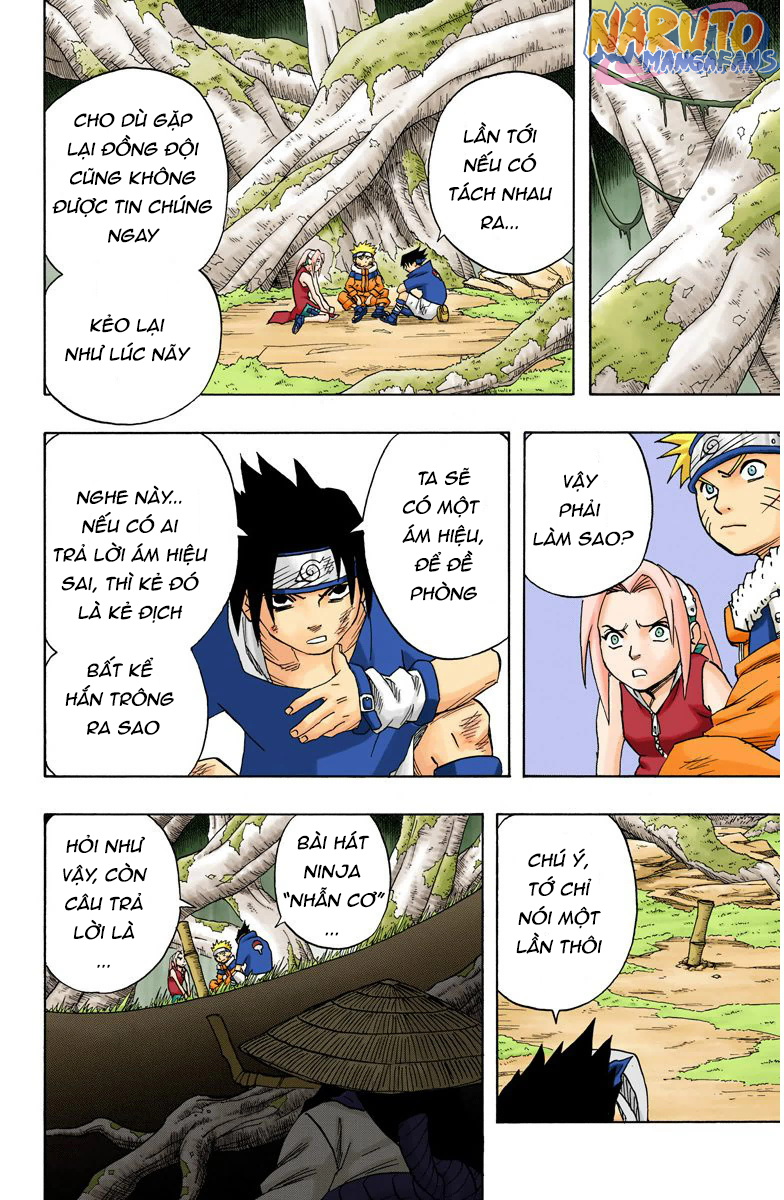 NARUTO
MANGAFANS
LẦN TỚI
NẾU CÓ
TÁCH NHAU
RA...
CHO DÙ GẶP
LẠI ĐỒNG ĐỘI
CŨNG KHÔNG
ĐƯỢC TIN CHÚNG
NGAY
KẺO LẠI
NHƯ LÚC NÃY
VẬY
PHẢI
LÀM SAO?
TA SẼ
CÓ MỘT
ÁM HIỆU,
ĐỂ ĐỀ
PHÒNG
NGHE NÀY...
NẾU CÓ AI
TRẢ LỜI ÁM HIỆU
SAI, THÌ KẺ ĐÓ
LÀ KẺ ĐỊCH
BẤT KỂ
HẮN TRÔNG
RA SAO
CHÚ Ý,
TỚ CHỈ
NÓI MỘT
LẦN THÔI
BÀI HÁT
NINJA
“NHẪN CƠ”
...
HỎI NHƯ
VẬY, CÒN
CÂU TRẢ
LỜI LÀ
...